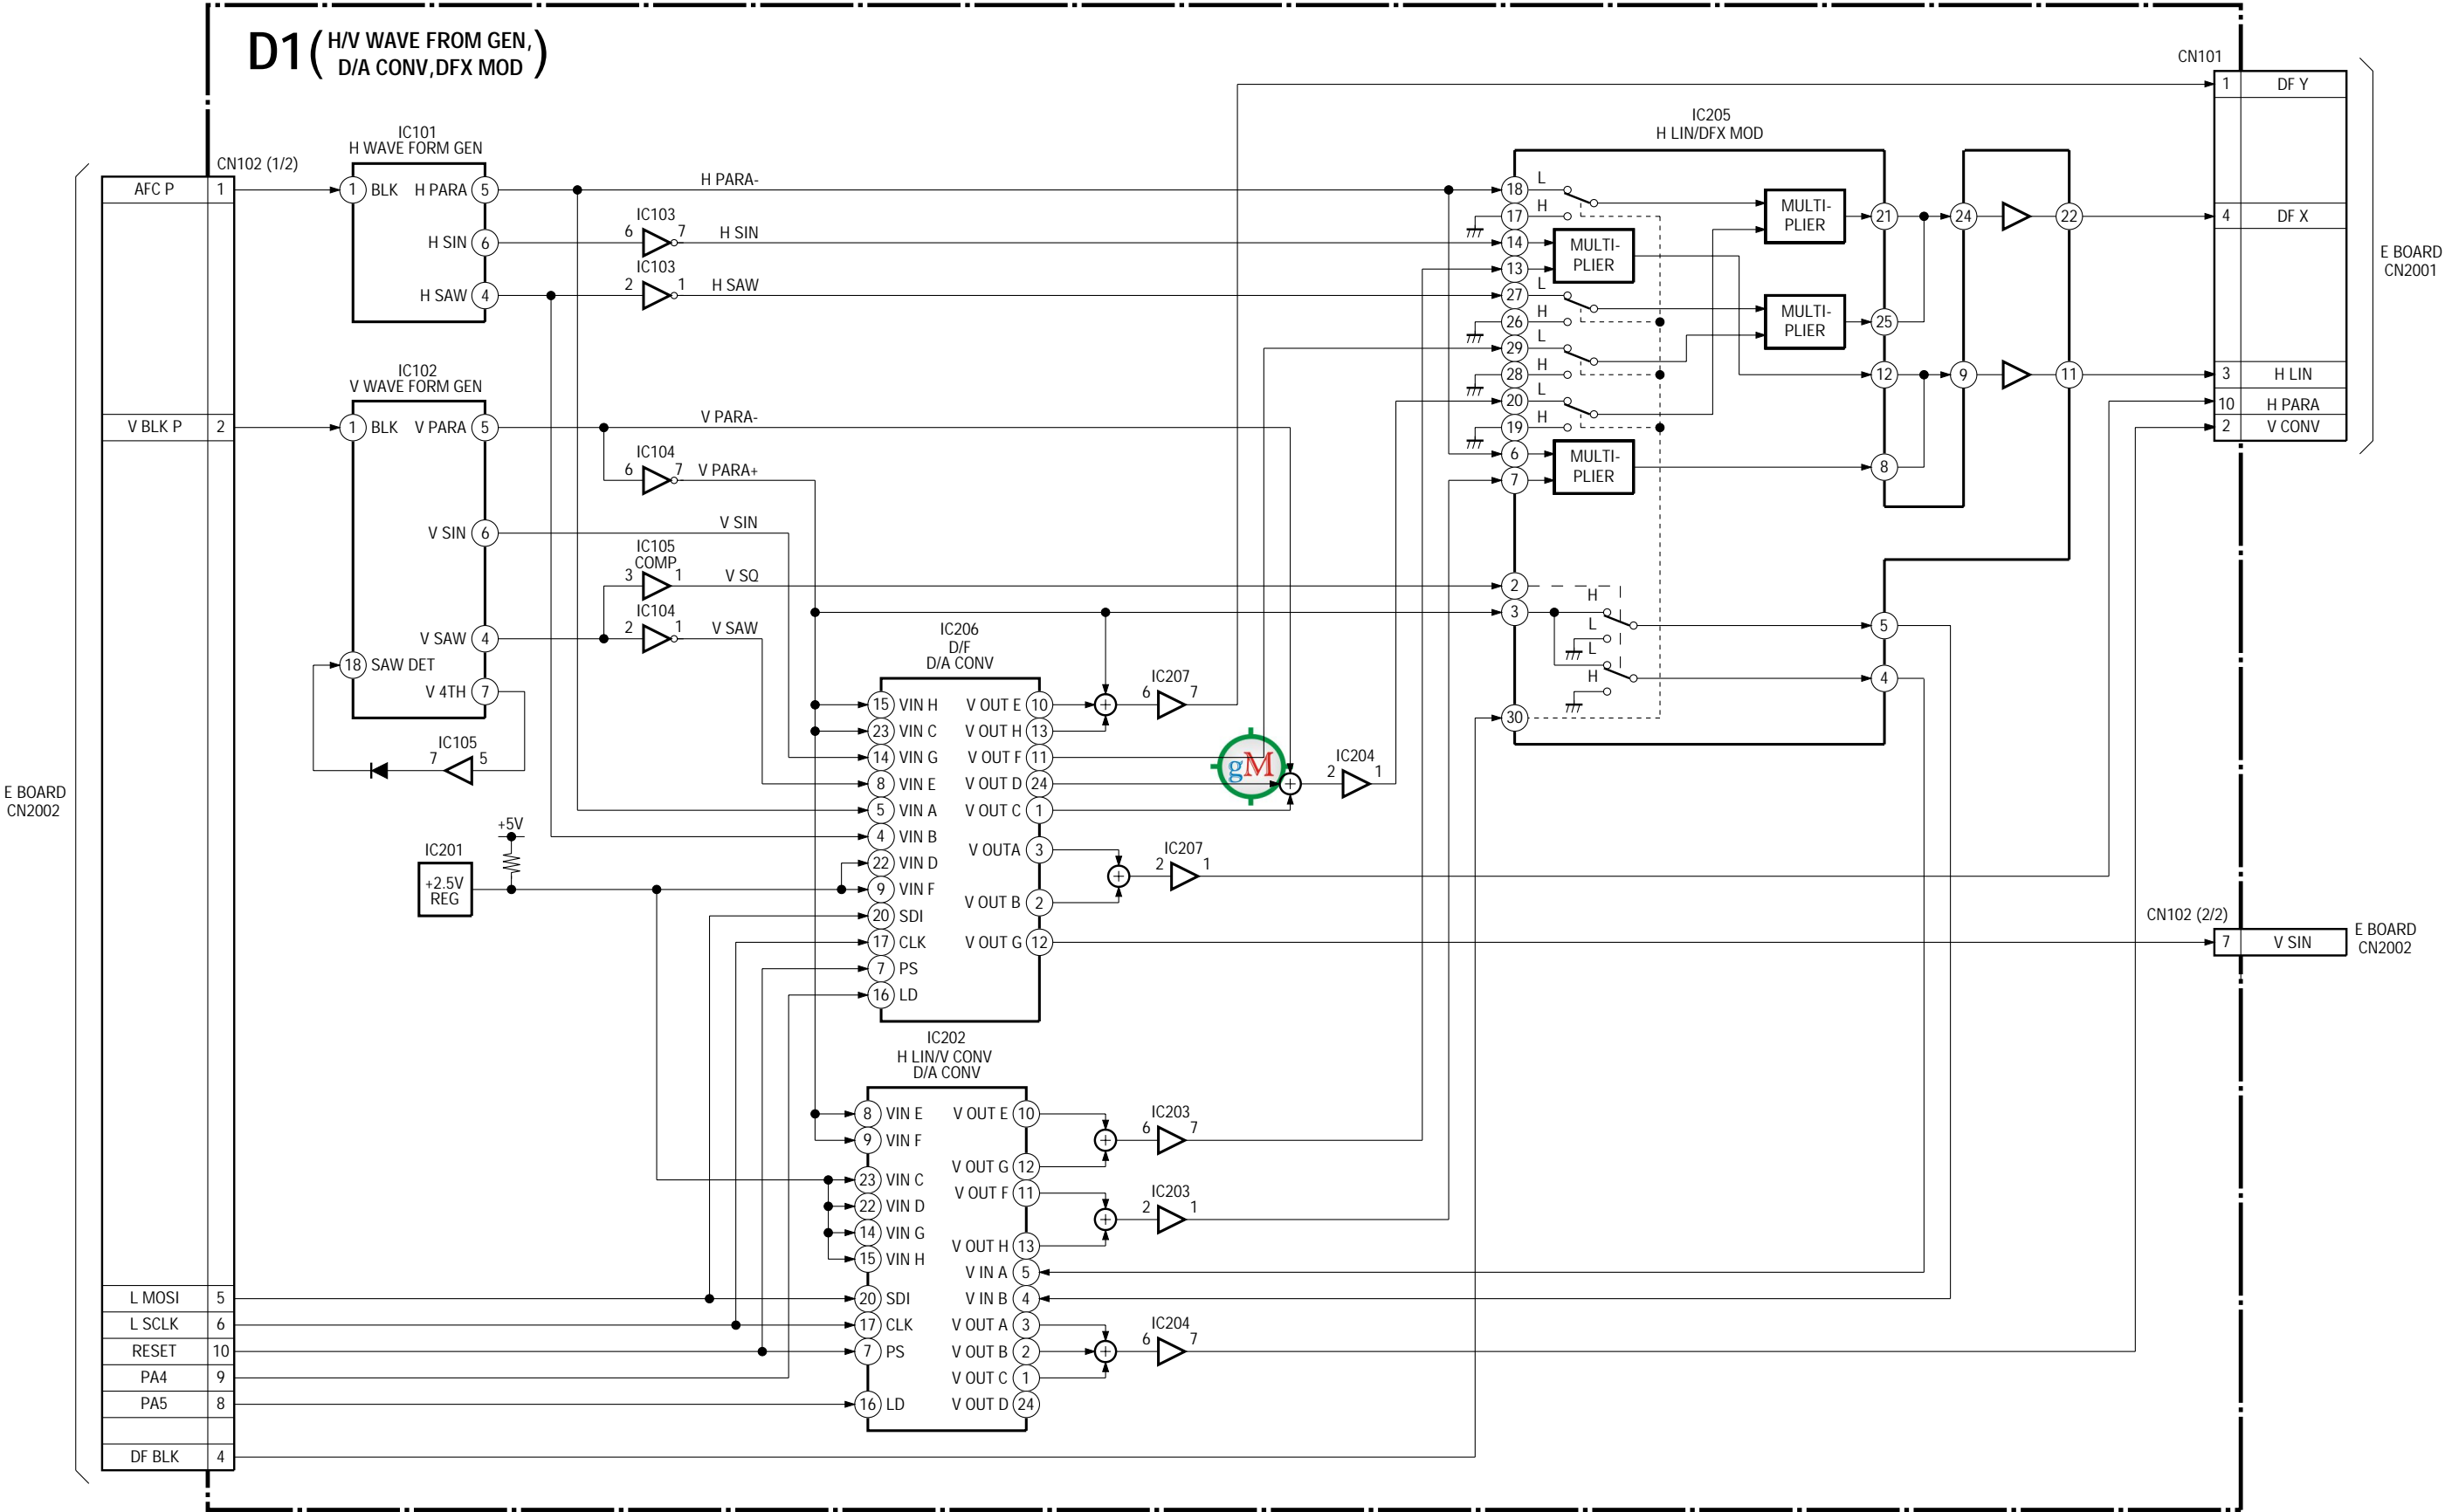 D1 ( H/V WAVE FROM GEN,
D/A CONV,DFX MOD )
CN102 (1/2)
E BOARD
CN2002
AFC P 1
V BLK P 2
L MOSI 5
L SCLK 6
RESET 10
PA4 9
PA5 8
DF BLK 4
IC101
H WAVE FORM GEN
1 BLK H PARA 5
H SIN 6
H SAW 4
H PARA-
IC103
6 7 H SIN
IC103
2 1 H SAW
IC102
V WAVE FORM GEN
1 BLK V PARA 5
V SIN 6
V SAW 4
18 SAW DET
V 4TH 7
IC105
7 5
V PARA-
IC104
6 7 V PARA+
V SIN
IC105
COMP
3 1 V SQ
IC104
2 1 V SAW
IC201
+2.5V
REG
+5V
IC206
D/F
D/A CONV
15 VIN H V OUT E 10
23 VIN C V OUT H 13
14 VIN G V OUT F 11
8 VIN E V OUT D 24
5 VIN A V OUT C 1
4 VIN B
V OUTA 3
22 VIN D
9 VIN F
V OUT B 2
20 SDI
17 CLK V OUT G 12
7 PS
16 LD
IC207
6 7
gM
IC204
2 1
IC207
2 1
IC202
H LIN/V CONV
D/A CONV
8 VIN E V OUT E 10
9 VIN F
V OUT G 12
23 VIN C
V OUT F 11
22 VIN D
14 VIN G
V OUT H 13
15 VIN H
V IN A 5
20 SDI V IN B 4
17 CLK V OUT A 3
7 PS V OUT B 2
V OUT C 1
16 LD V OUT D 24
IC203
6 7
IC203
2 1
IC204
6 7
IC205
H LIN/DFX MOD
18 L
17 H
14
13
27 L
26 H
29 L
28 H
20 L
19 H
6
7
2
3
30
H
L
L
H
MULTI-
PLIER
MULTI-
PLIER
MULTI-
PLIER
MULTI-
PLIER
21 24 22
25
12 9 11
8
5
4
CN101
1 DF Y
4 DF X
3 H LIN
10 H PARA
2 V CONV
E BOARD
CN2001
CN102 (2/2)
7 V SIN
E BOARD
CN2002